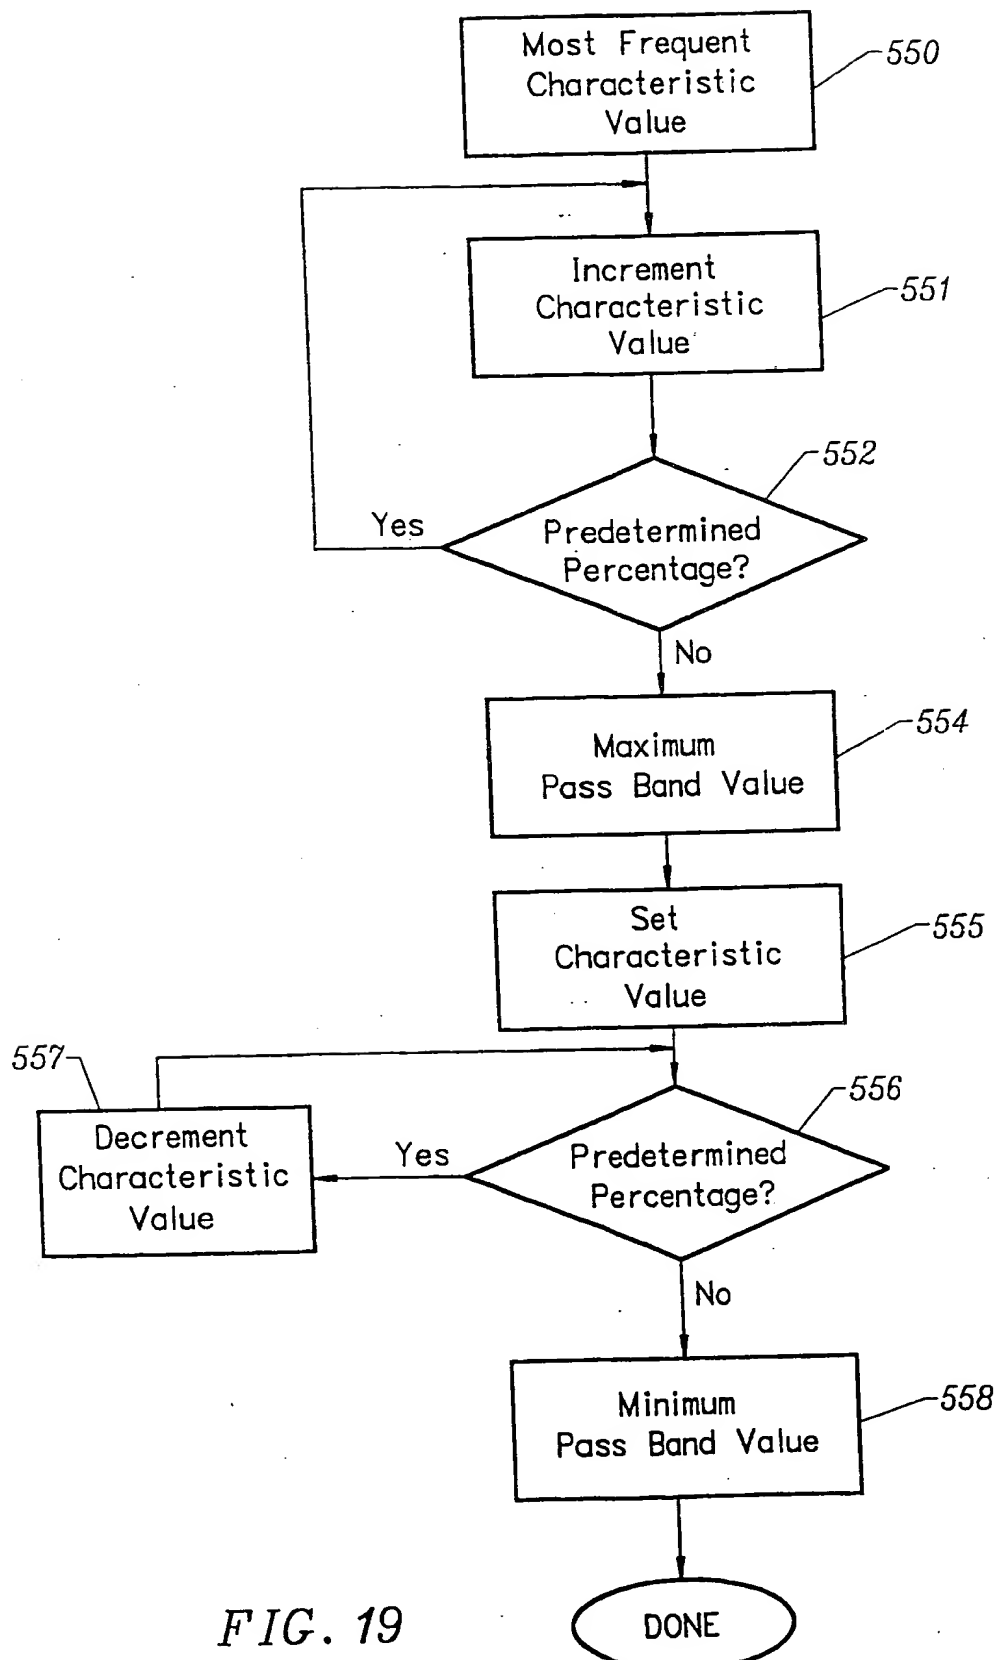 Most Frequent
Characteristic
Value
550
Increment
Characteristic
Value
551
552
Predetermined
Percentage?
Yes
No
Maximum
Pass Band Value
554
Set
Characteristic
Value
555
557
Decrement
Characteristic
Value
Yes
Predetermined
Percentage?
556
No
Minimum
Pass Band Value
558
DONE
FIG. 19